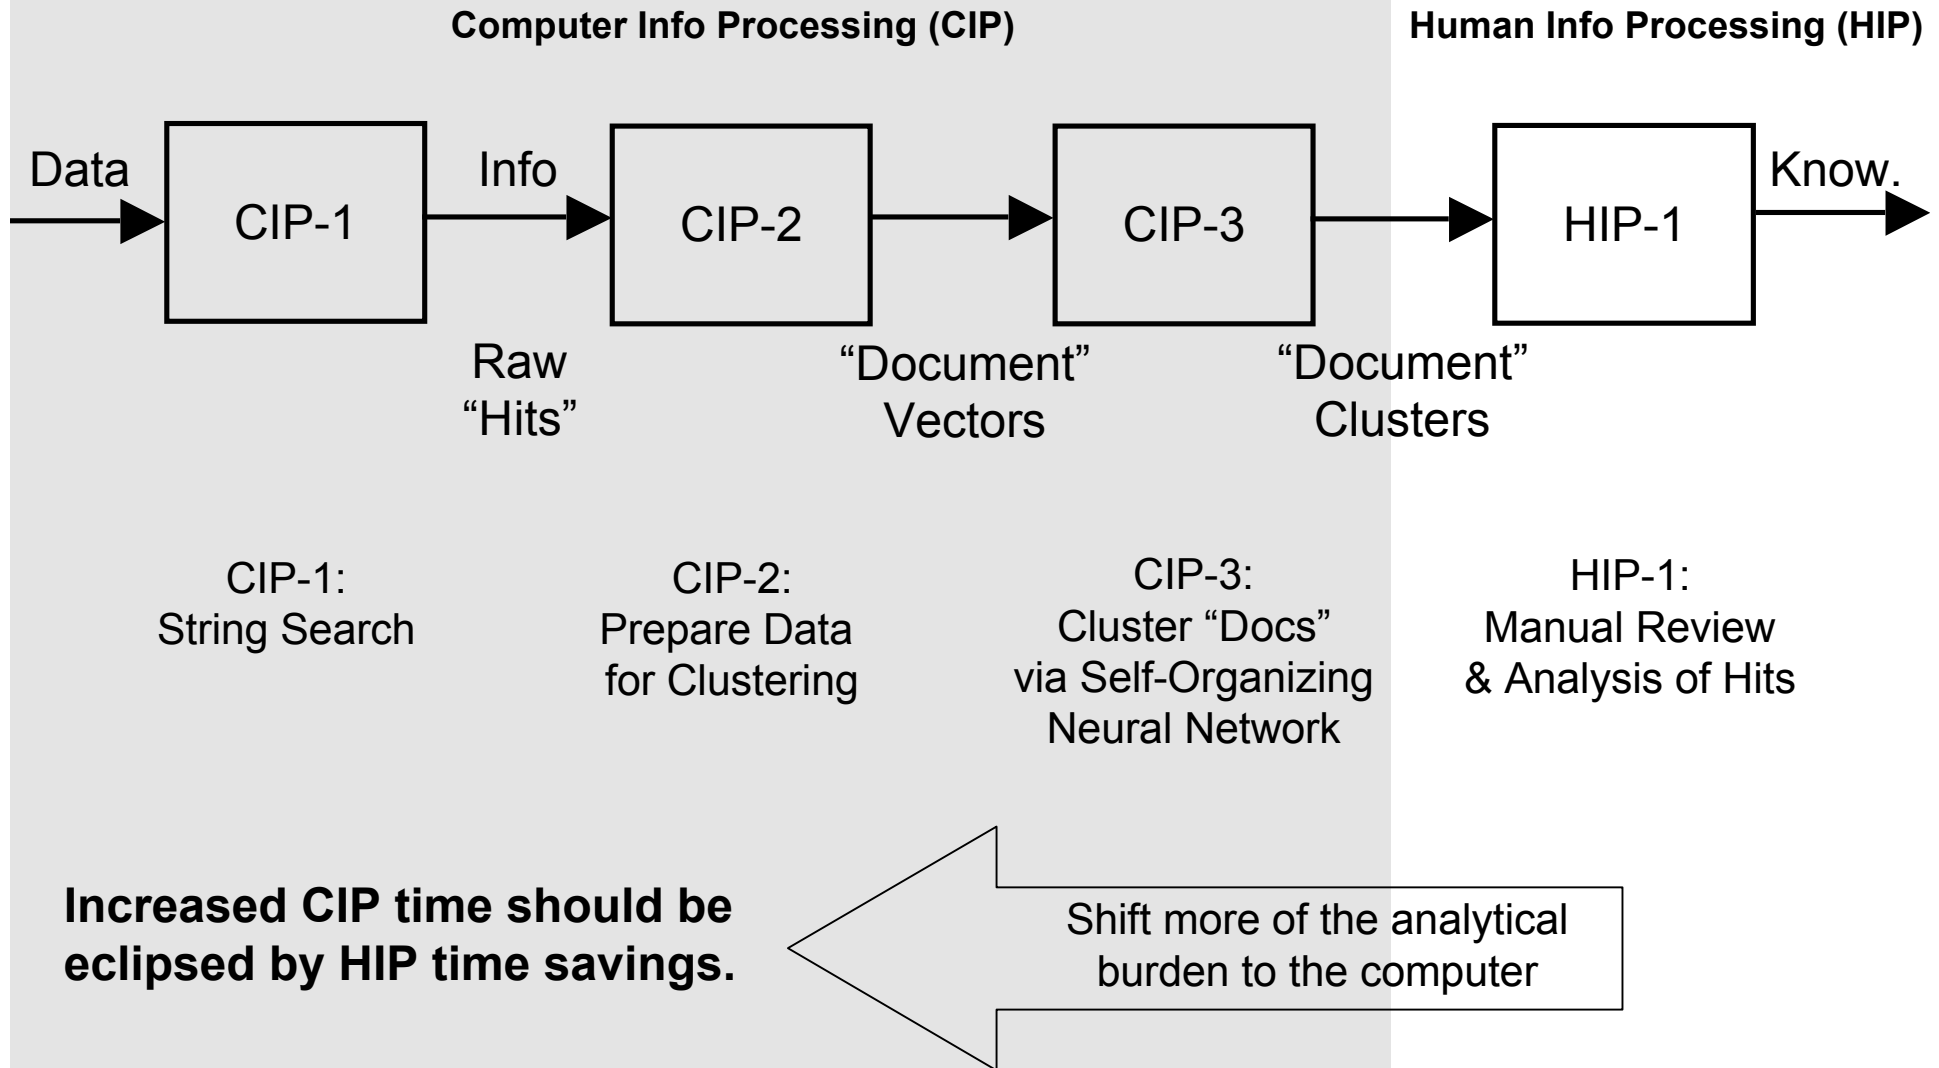 Computer Info Processing (CIP)
Human Info Processing (HIP)
Data
CIP-1
Info
CIP-2
CIP-3
HIP-1
Know.
Raw
“Hits”
“Document”
Vectors
“Document”
Clusters
CIP-1:
String Search
CIP-2:
Prepare Data
for Clustering
CIP-3:
Cluster “Docs”
via Self-Organizing
Neural Network
HIP-1:
Manual Review
& Analysis of Hits
Increased CIP time should be
eclipsed by HIP time savings.
Shift more of the analytical
burden to the computer